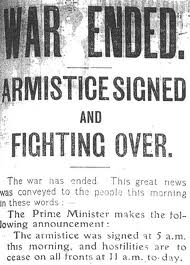 WAR ENDED.
ARMISTICE SIGNED
AND
FIGHTING OVER.
The war has ended. This great news
was conveyed to the people this morning
in these words:—
The Prime Minister makes the fol-
lowing announcement:
The armistice was signed at 5 a.m.
this morning, and hostilities are to
cease on all fronts at 11 a.m. to-day.